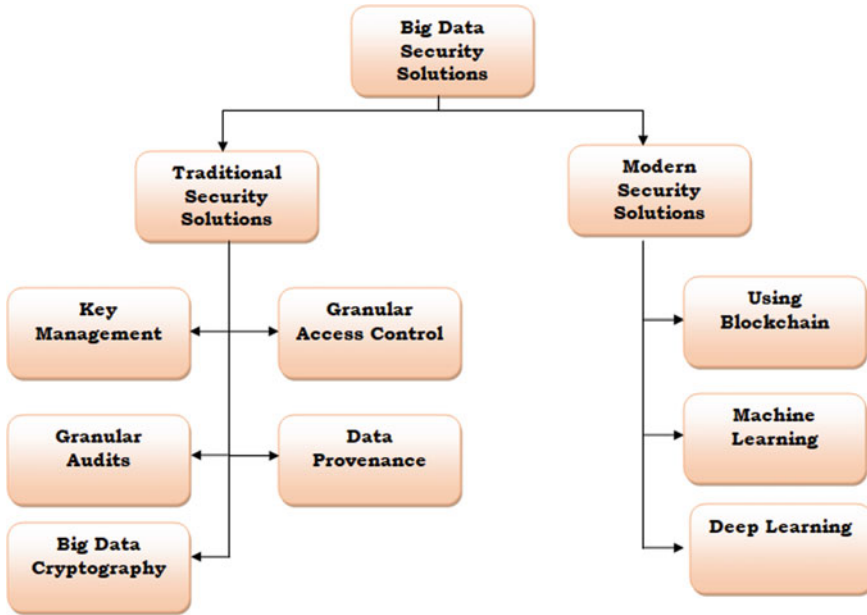 Big Data
Security
Solutions
Traditional
Security
Solutions
Modern
Security
Solutions
Key
Management
Granular
Access Control
Using
Blockchain
Granular
Audits
Data
Provenance
Machine
Learning
Big Data
Cryptography
Deep Learning